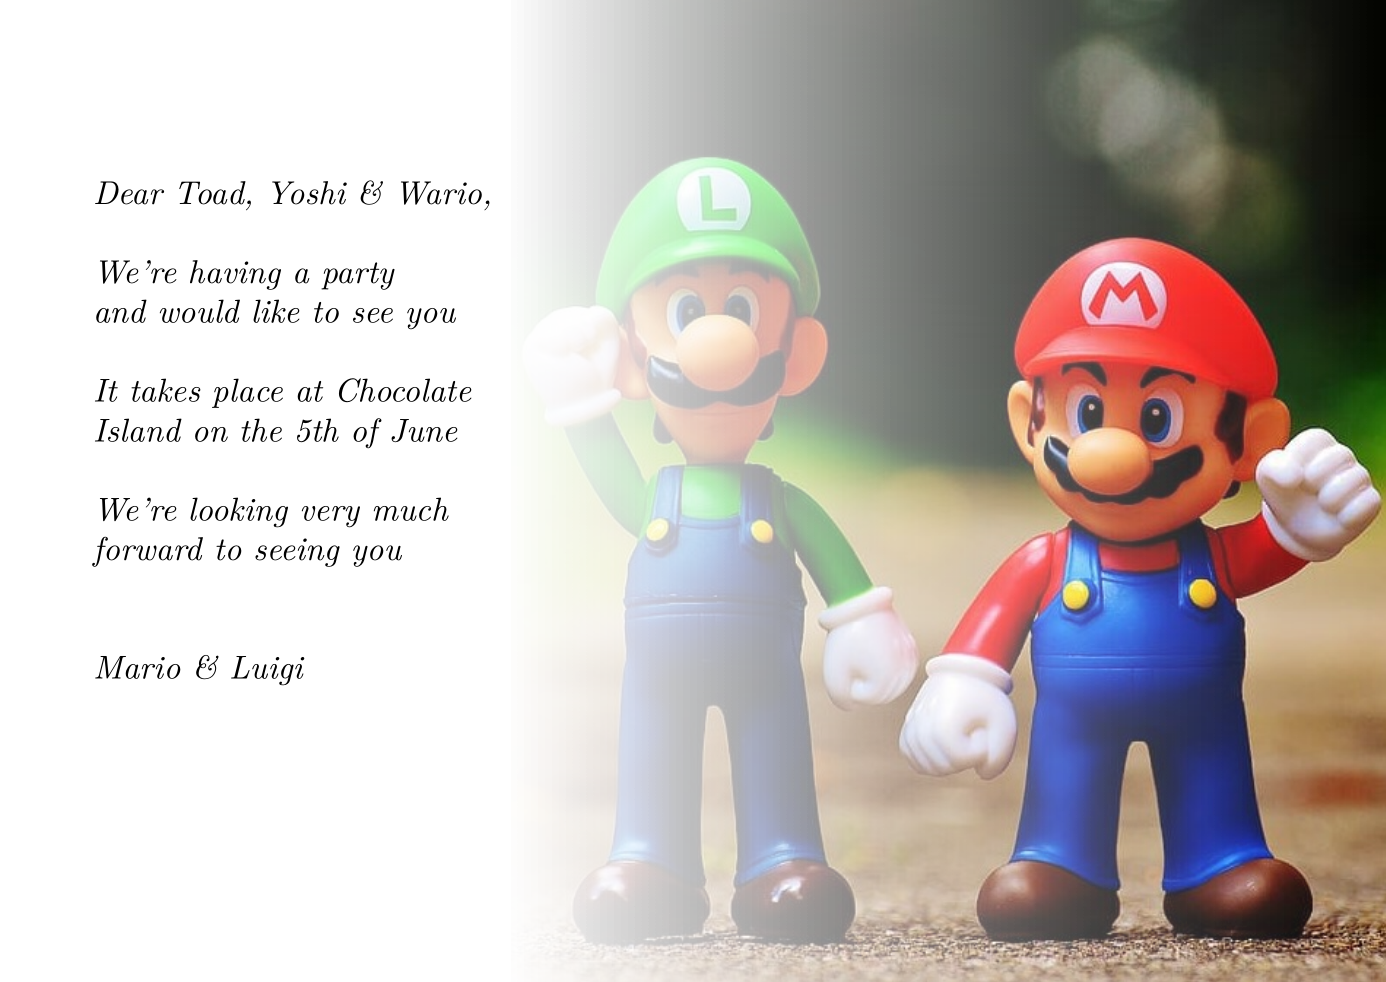 Dear Toad, Yoshi & Wario,
We're having a party
and would like to see you
It takes place at Chocolate
Island on the 5th of June
We're looking very much
forward to seeing you
Mario & Luigi
L
M